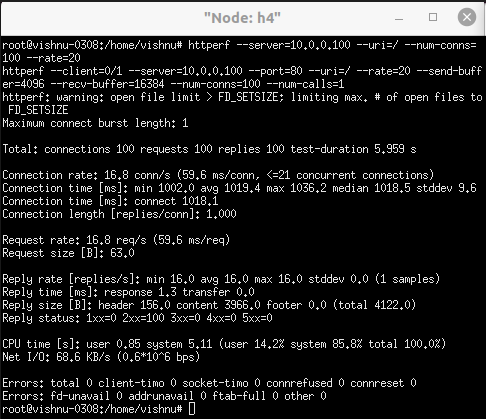 "Node: h4"
root@vishnu-0308:/home/vishnu# httperf --server=10.0.0.100 --uri=/ --num-conns=
100 --rate=20
httperf --client=0/1 --server=10.0.0.100 --port=80 --uri=/ --rate=20 --send-buff
er=4096 --recv-buffer=16384 --num-conns=100 --num-calls=1
httperf: warning: open file limit > FD_SETSIZE; limiting max. # of open files to
 FD_SETSIZE
Maximum connect burst length: 1

Total: connections 100 requests 100 replies 100 test-duration 5.959 s

Connection rate: 16.8 conn/s (59.6 ms/conn, <=21 concurrent connections)
Connection time [ms]: min 1002.0 avg 1019.4 max 1036.2 median 1018.5 stddev 9.6
Connection time [ms]: connect 1018.1
Connection length [replies/conn]: 1.000

Request rate: 16.8 req/s (59.6 ms/req)
Request size [B]: 63.0

Reply rate [replies/s]: min 16.0 avg 16.0 max 16.0 stddev 0.0 (1 samples)
Reply time [ms]: response 1.3 transfer 0.0
Reply size [B]: header 156.0 content 3966.0 footer 0.0 (total 4122.0)
Reply status: 1xx=0 2xx=100 3xx=0 4xx=0 5xx=0

CPU time [s]: user 0.85 system 5.11 (user 14.2% system 85.8% total 100.0%)
Net I/O: 68.6 KB/s (0.6*10^6 bps)

Errors: total 0 client-timo 0 socket-timo 0 connrefused 0 connreset 0
Errors: fd-unavail 0 addrunavail 0 ftab-full 0 other 0
root@vishnu-0308:/home/vishnu#